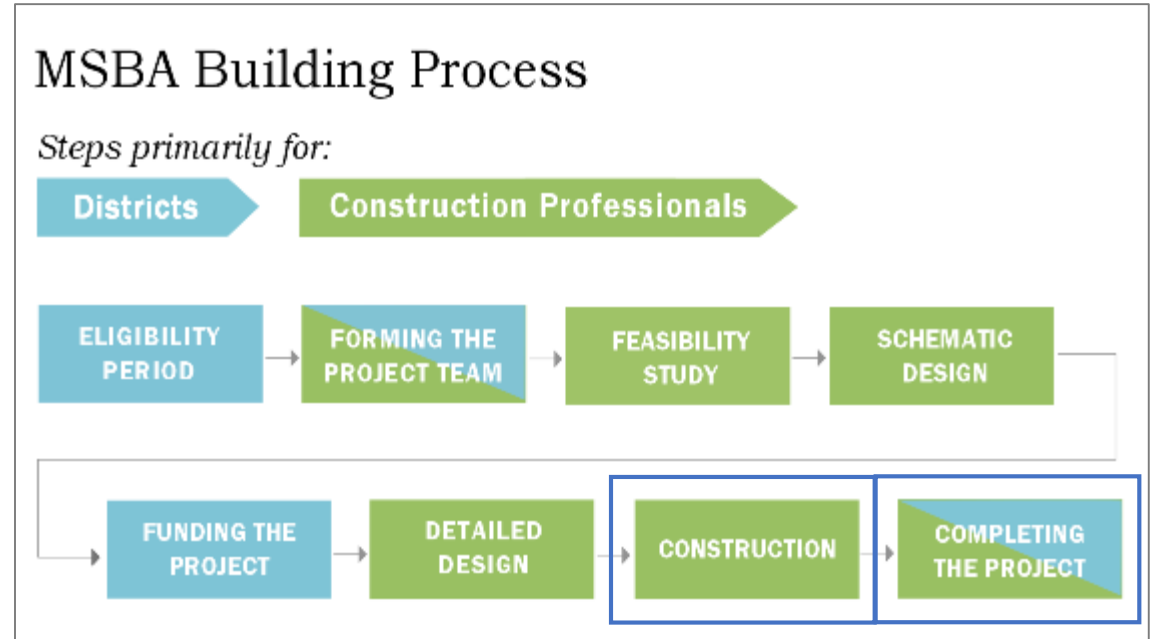 MSBA Building Process
Steps primarily for:
Districts
Construction Professionals
ELIGIBILITY
PERIOD
FORMING THE
PROJECT TEAM
FEASIBILITY
STUDY
SCHEMATIC
DESIGN
FUNDING THE
PROJECT
DETAILED
DESIGN
CONSTRUCTION
COMPLETING
THE PROJECT